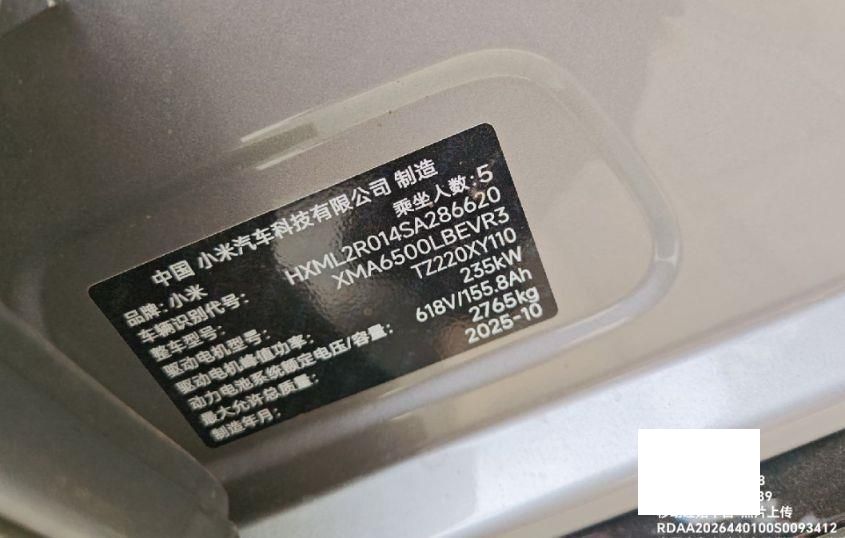 中国 小米汽车科技有限公司 制造
品牌: 小米 乘坐人数: 5
车辆识别代号: HXML2R014SA286620
整车型号: XMA6500LBEVR3
驱动电机型号: TZ220XY110
驱动电机峰值功率: 235kW
动力电池系统额定电压/容量: 618V/155.8Ah
最大允许总质量: 2765kg
制造年月: 2025-10
照片上传
RDAA2026440100S0093412